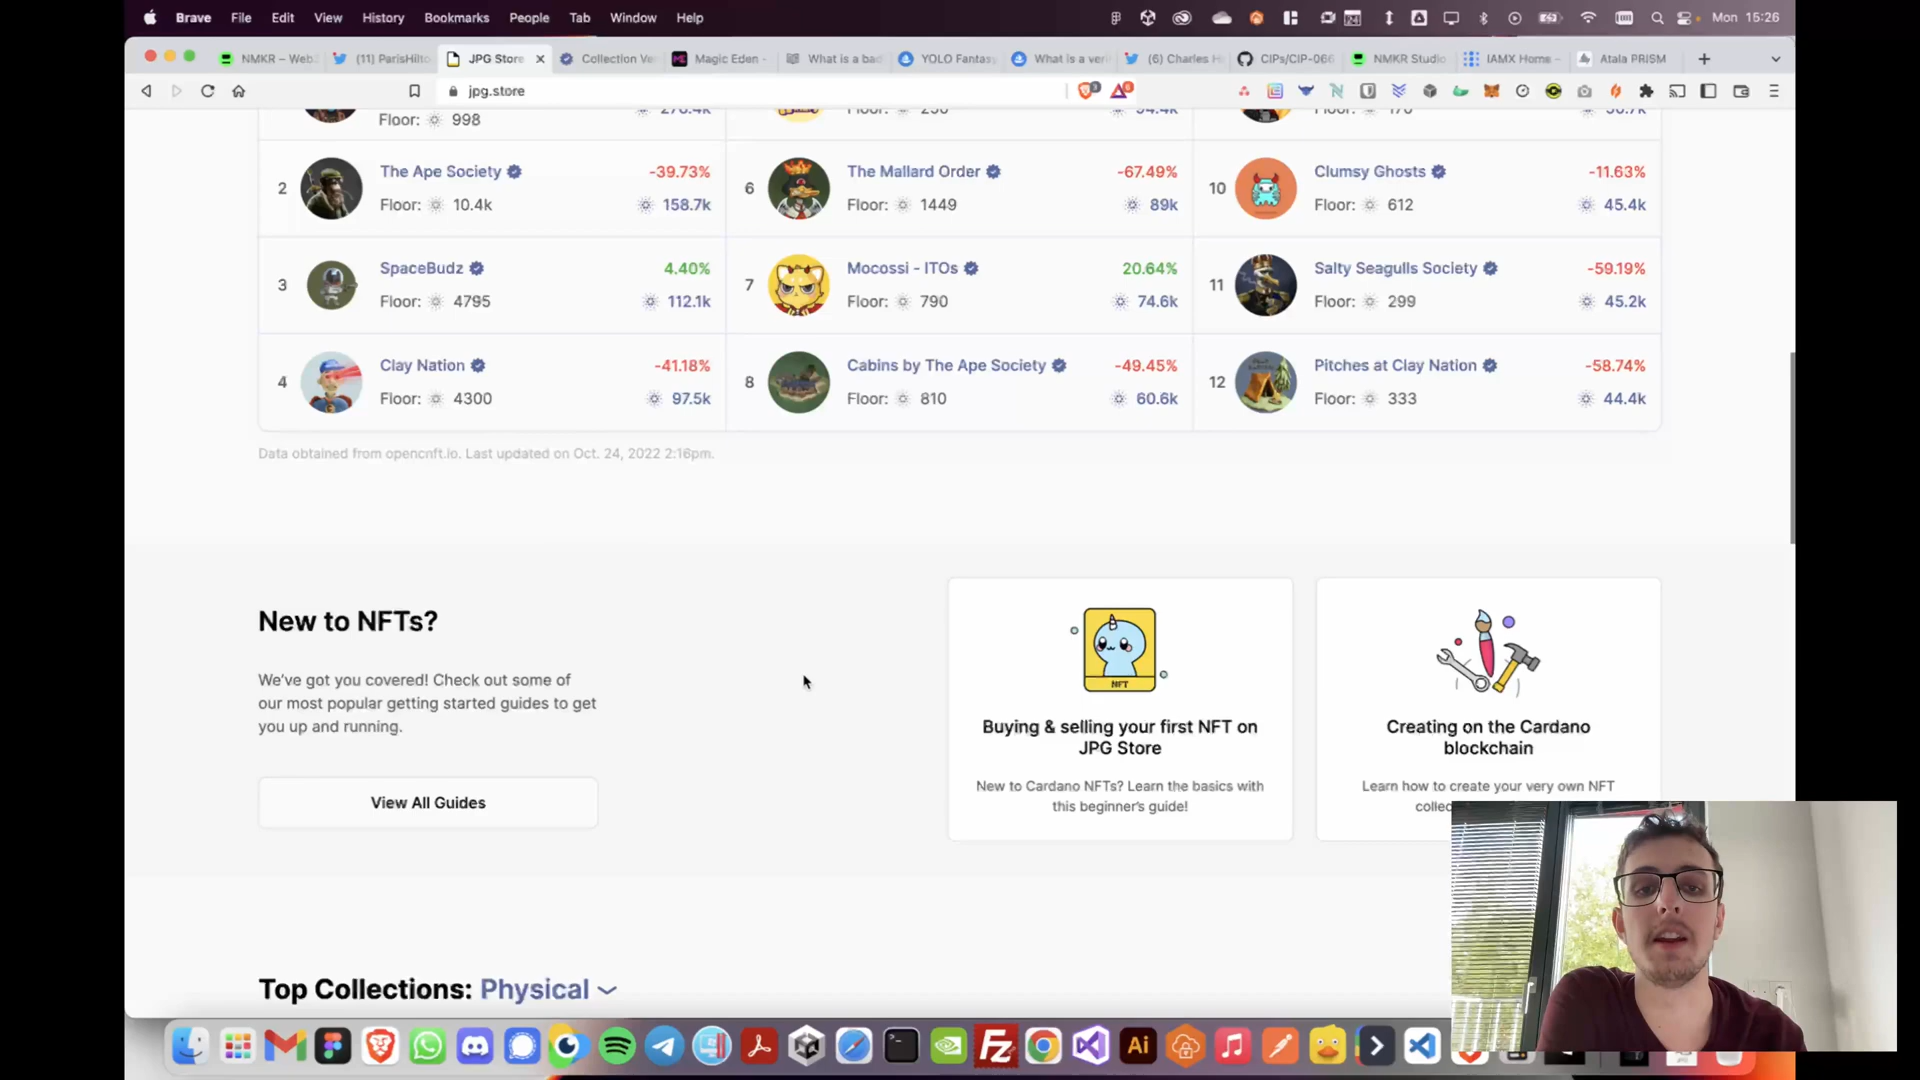 Brave File Edit View History Bookmarks People Tab Window Help
24
Mon 15:26
NMKR – Web3
(11) ParisHilto
JPG Store
Collection Ve
Magic Eden -
What is a bad
YOLO Fantasy
What is a veri
(6) Charles H
CIPs/CIP-066
NMKR Studio
IAMX Home –
Atala PRISM
jpg.store
Floor: 998
2
The Ape Society
-39.73%
Floor: 10.4k
158.7k
6
The Mallard Order
-67.49%
Floor: 1449
89k
10
Clumsy Ghosts
-11.63%
Floor: 612
45.4k
3
SpaceBudz
4.40%
Floor: 4795
112.1k
7
Mocossi - ITOs
20.64%
Floor: 790
74.6k
11
Salty Seagulls Society
-59.19%
Floor: 299
45.2k
4
Clay Nation
-41.18%
Floor: 4300
97.5k
8
Cabins by The Ape Society
-49.45%
Floor: 810
60.6k
12
Pitches at Clay Nation
-58.74%
Floor: 333
44.4k
Data obtained from opencnft.io. Last updated on Oct. 24, 2022 2:16pm.
New to NFTs?
We've got you covered! Check out some of
our most popular getting started guides to get
you up and running.
View All Guides
NFT
Buying & selling your first NFT on
JPG Store
New to Cardano NFTs? Learn the basics with
this beginner's guide!
Creating on the Cardano
blockchain
Learn how to create your very own NFT
Top Collections: Physical
Fz
Ai